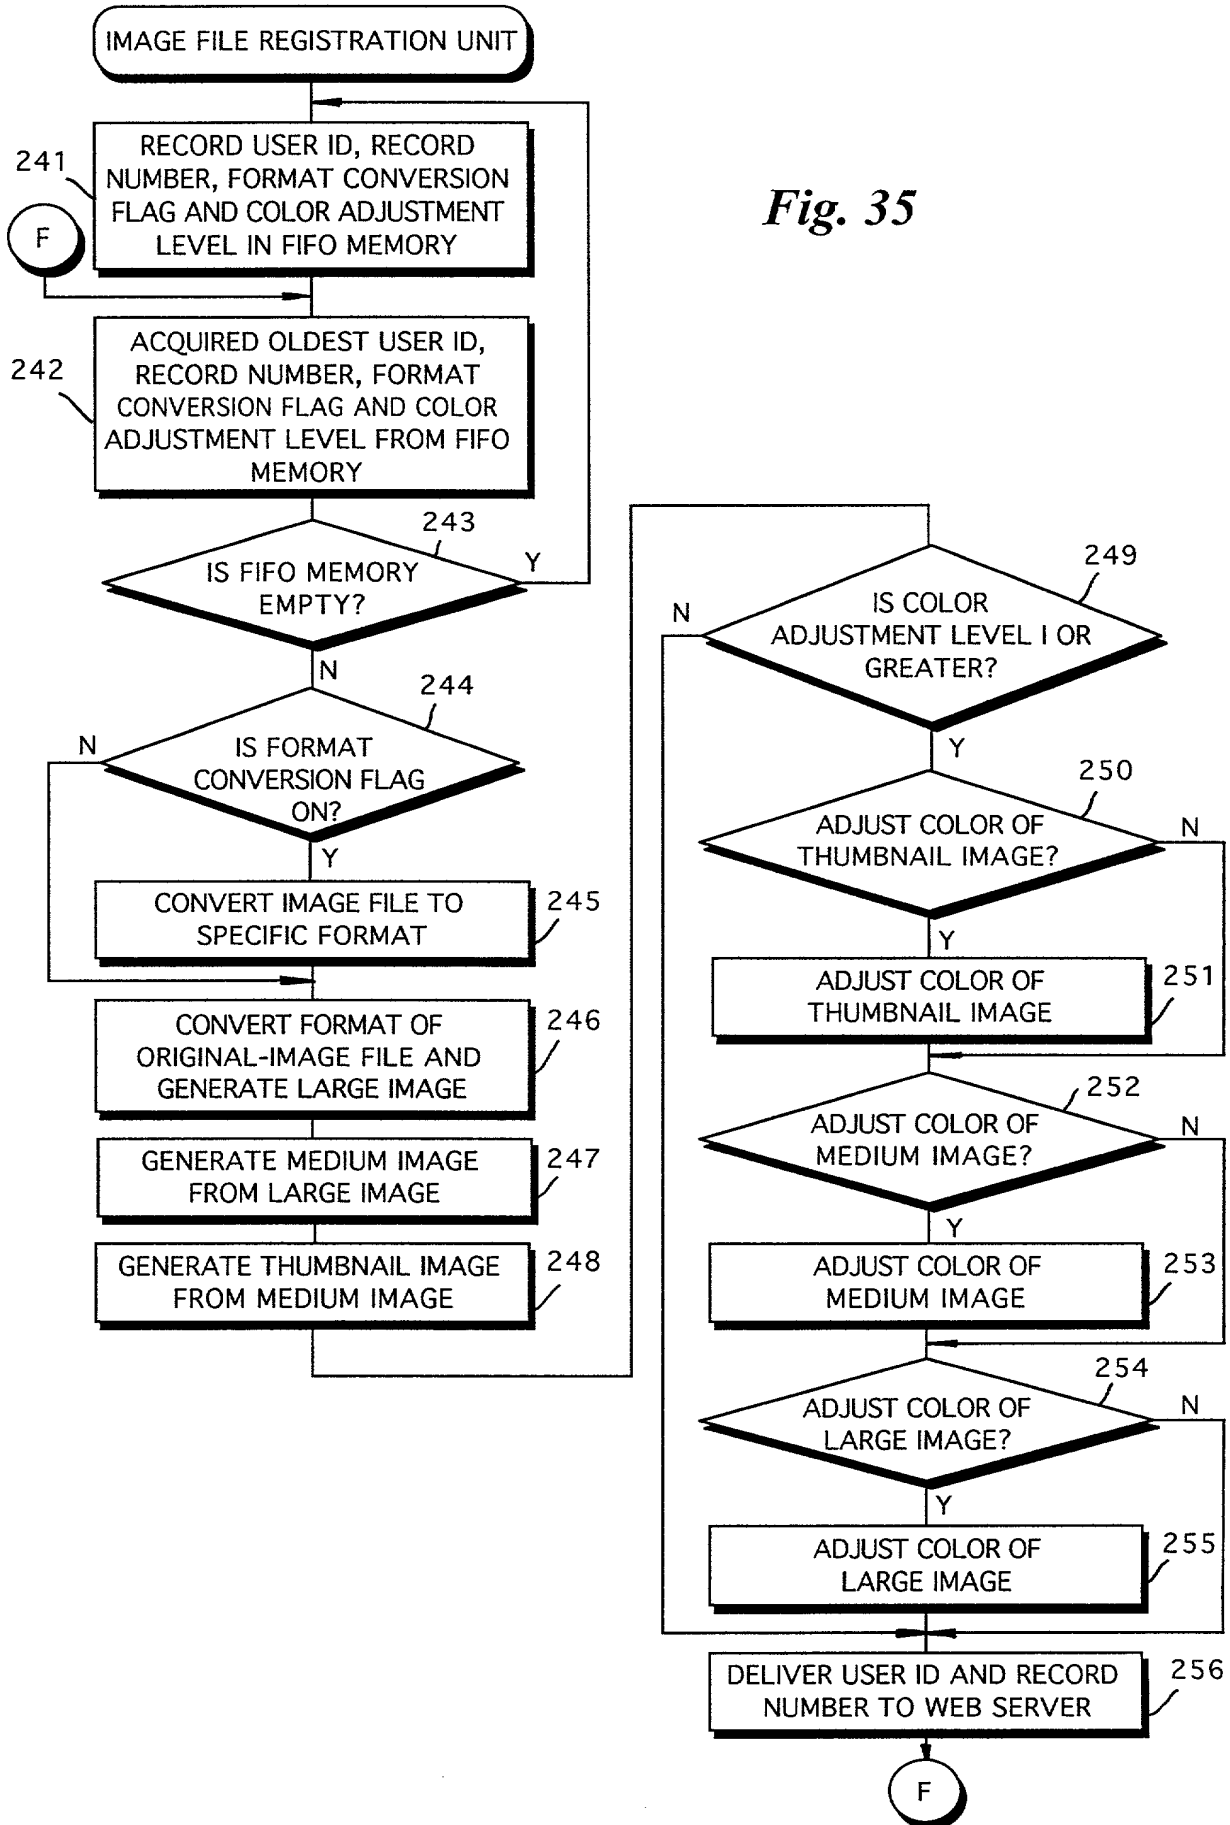 IMAGE FILE REGISTRATION UNIT
241
RECORD USER ID, RECORD
NUMBER, FORMAT CONVERSION
FLAG AND COLOR ADJUSTMENT
LEVEL IN FIFO MEMORY
F
Fig. 35
242
ACQUIRED OLDEST USER ID,
RECORD NUMBER, FORMAT
CONVERSION FLAG AND COLOR
ADJUSTMENT LEVEL FROM FIFO
MEMORY
243
IS FIFO MEMORY
EMPTY?
Y
N
244
IS FORMAT
CONVERSION FLAG
ON?
N
Y
CONVERT IMAGE FILE TO
SPECIFIC FORMAT
245
CONVERT FORMAT OF
ORIGINAL-IMAGE FILE AND
GENERATE LARGE IMAGE
246
GENERATE MEDIUM IMAGE
FROM LARGE IMAGE
247
GENERATE THUMBNAIL IMAGE
FROM MEDIUM IMAGE
248
249
IS COLOR
ADJUSTMENT LEVEL I OR
GREATER?
N
Y
250
ADJUST COLOR OF
THUMBNAIL IMAGE?
N
Y
ADJUST COLOR OF
THUMBNAIL IMAGE
251
252
ADJUST COLOR OF
MEDIUM IMAGE?
N
Y
ADJUST COLOR OF
MEDIUM IMAGE
253
254
ADJUST COLOR OF
LARGE IMAGE?
N
Y
ADJUST COLOR OF
LARGE IMAGE
255
DELIVER USER ID AND RECORD
NUMBER TO WEB SERVER
256
F